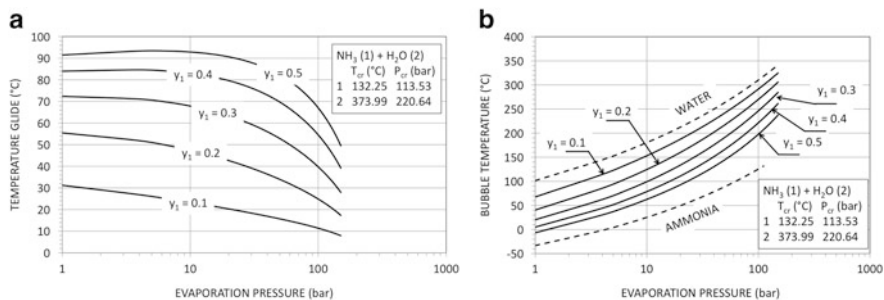 a
TEMPERATURE GLIDE (°C)
100
90
80
70
60
50
40
30
20
10
0
y₁ = 0.5
y₁ = 0.4
y₁ = 0.3
y₁ = 0.2
y₁ = 0.1
NH₃ (1) + H₂O (2)
T_cr (°C) P_cr (bar)
1 132.25 113.53
2 373.99 220.64
1 10 100 1000
EVAPORATION PRESSURE (bar)
b
BUBBLE TEMPERATURE (°C)
400
350
300
250
200
150
100
50
0
-50
WATER
y₁ = 0.2
y₁ = 0.1
y₁ = 0.3
y₁ = 0.4
y₁ = 0.5
AMMONIA
NH₃ (1) + H₂O (2)
T_cr (°C) P_cr (bar)
1 132.25 113.53
2 373.99 220.64
1 10 100 1000
EVAPORATION PRESSURE (bar)